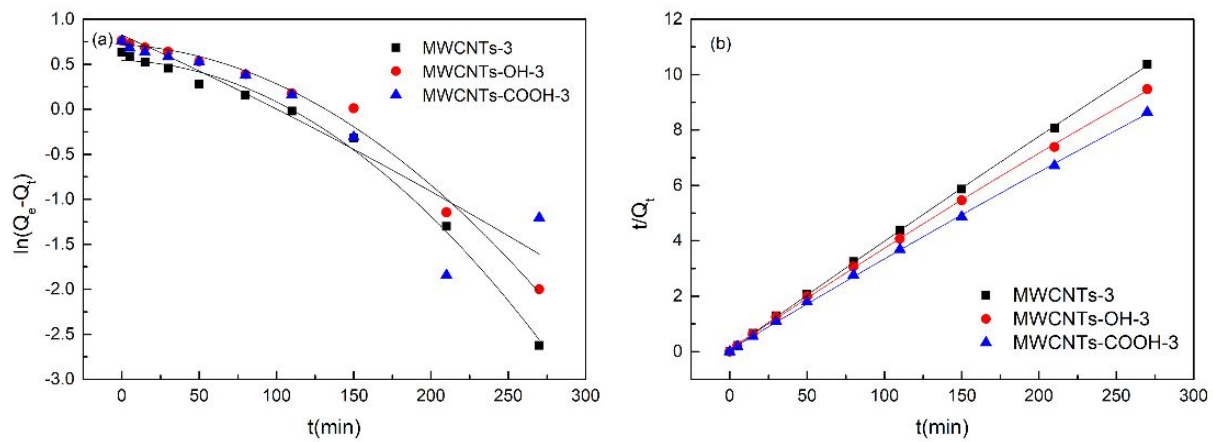 (a)
1.0
0.5
0.0
-0.5
-1.0
-1.5
-2.0
-2.5
-3.0
ln(Qe-Qt)
MWCNTs-3
MWCNTs-OH-3
MWCNTs-COOH-3
0 50 100 150 200 250 300
t(min)
(b)
12
10
8
6
4
2
0
t/Qt
MWCNTs-3
MWCNTs-OH-3
MWCNTs-COOH-3
0 50 100 150 200 250 300
t(min)